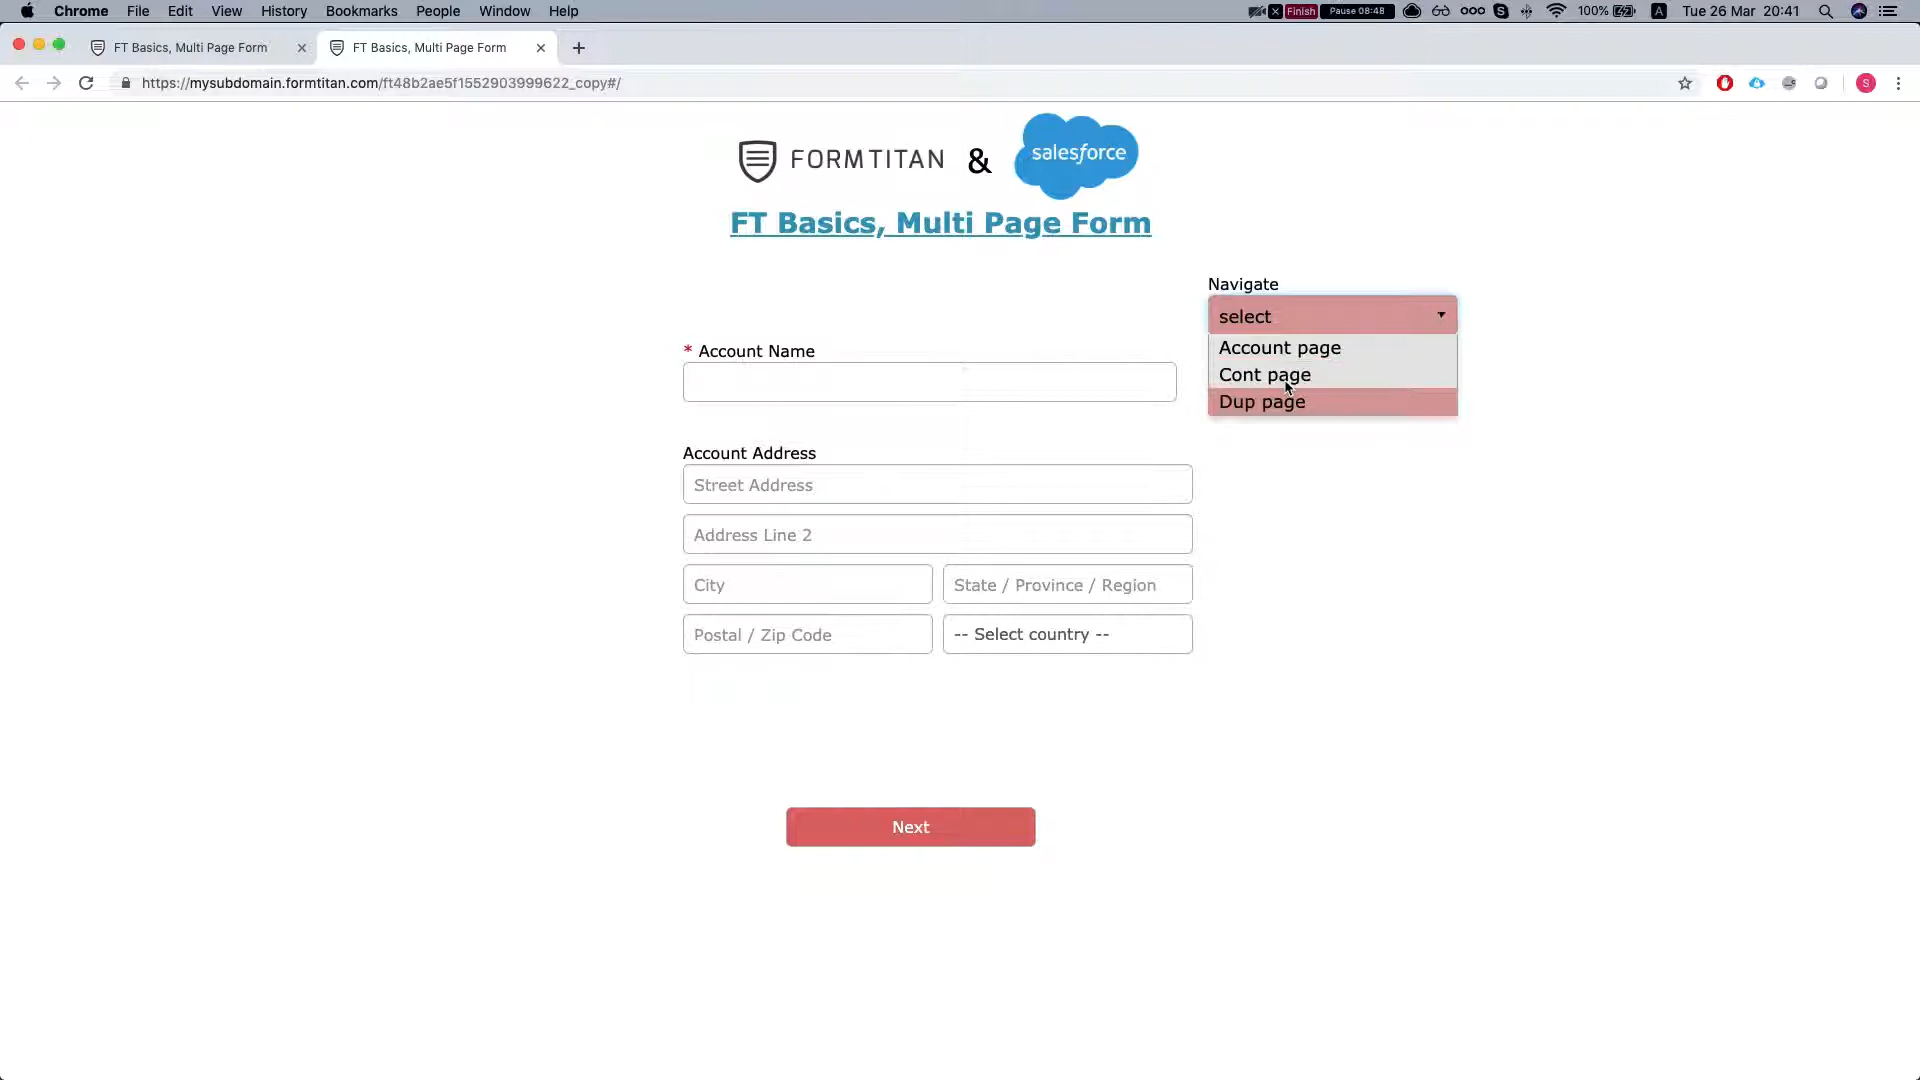 Chrome File Edit View History Bookmarks People Window Help Finish Pause 08:48 100% A Tue 26 Mar 20:41
FT Basics, Multi Page Form FT Basics, Multi Page Form
https://mysubdomain.formtitan.com/ft48b2ae5f1552903999622_copy#/ S
FORMTITAN & salesforce
FT Basics, Multi Page Form
Navigate
select
Account page
Cont page
Dup page
* Account Name
Account Address
Street Address
Address Line 2
City State / Province / Region
Postal / Zip Code -- Select country --
Next